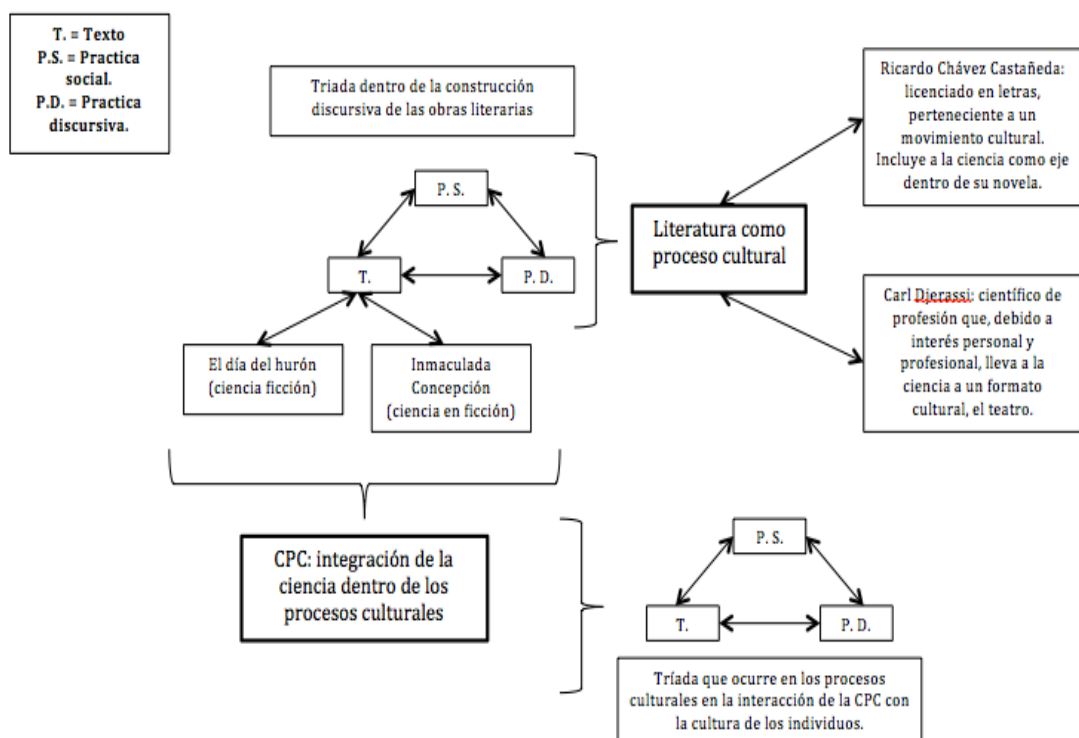 T. = Texto
P.S. = Practica
social.
P.D. = Practica
discursiva.
Triada dentro de la construcción
discursiva de las obras literarias
P. S.
T.
P. D.
El día del hurón
(ciencia ficción)
Inmaculada
Concepción
(ciencia en ficción)
Literatura como
proceso cultural
Ricardo Chávez Castañeda:
licenciado en letras,
perteneciente a un
movimiento cultural.
Incluye a la ciencia como eje
dentro de su novela.
Carl Djerassi: científico de
profesión que, debido a
interés personal y
profesional, lleva a la
ciencia a un formato
cultural, el teatro.
CPC: integración de la
ciencia dentro de los
procesos culturales
P. S.
T.
P. D.
Tríada que ocurre en los procesos
culturales en la interacción de la CPC con
la cultura de los individuos.